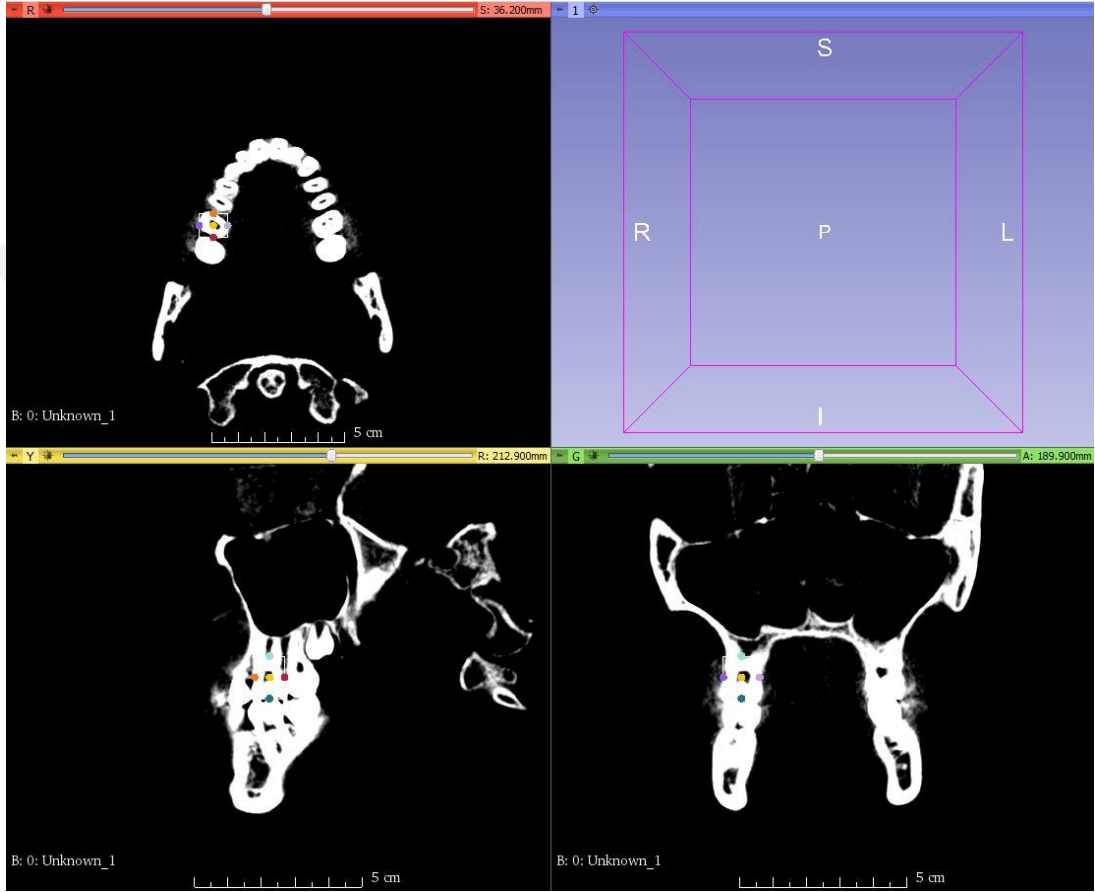 R S: 36.200mm
1
S
R P L
I
B: 0: Unknown_1
5 cm
Y R: 212.900mm
G A: 189.900mm
B: 0: Unknown_1
5 cm
B: 0: Unknown_1
5 cm